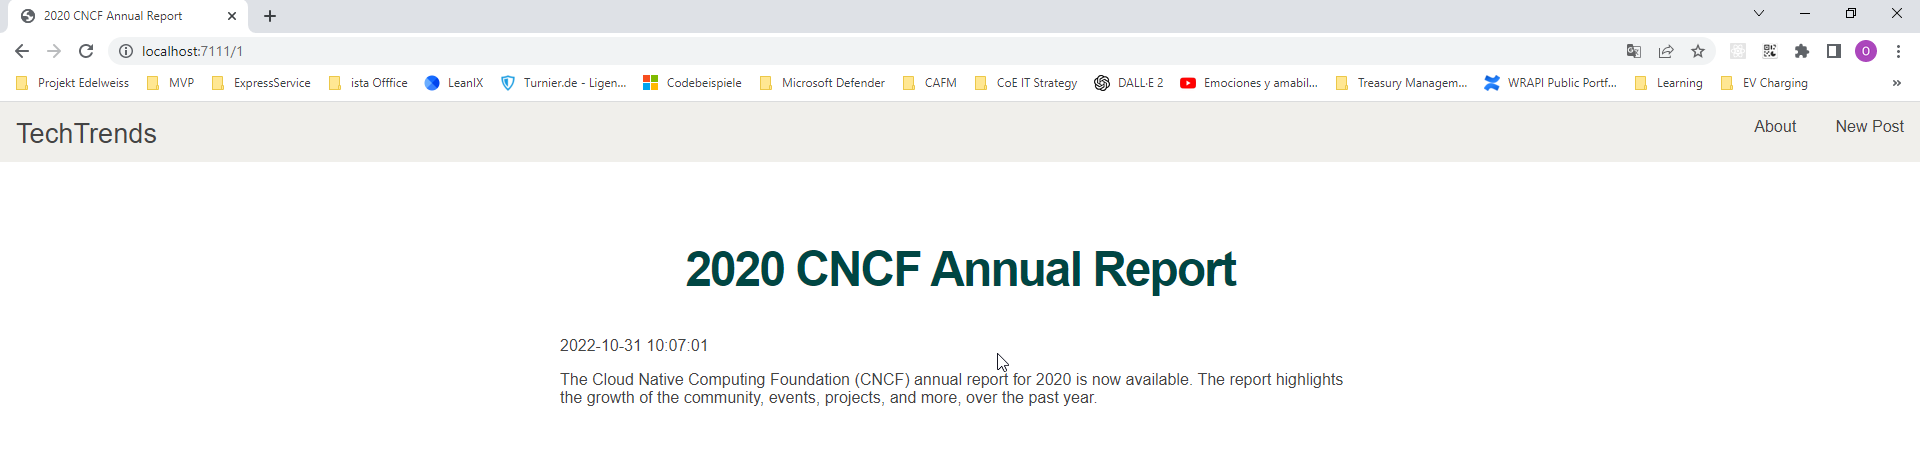 2020 CNCF Annual Report
localhost:7111/1
O
Projekt Edelweiss MVP ExpressService ista Offfice LeanIX Turnier.de - Ligen... Codebeispiele Microsoft Defender CAFM CoE IT Strategy DALL·E 2 Emociones y amabil... Treasury Managem... WRAPI Public Portf... Learning EV Charging »
TechTrends About New Post
2020 CNCF Annual Report
2022-10-31 10:07:01
The Cloud Native Computing Foundation (CNCF) annual report for 2020 is now available. The report highlights
the growth of the community, events, projects, and more, over the past year.